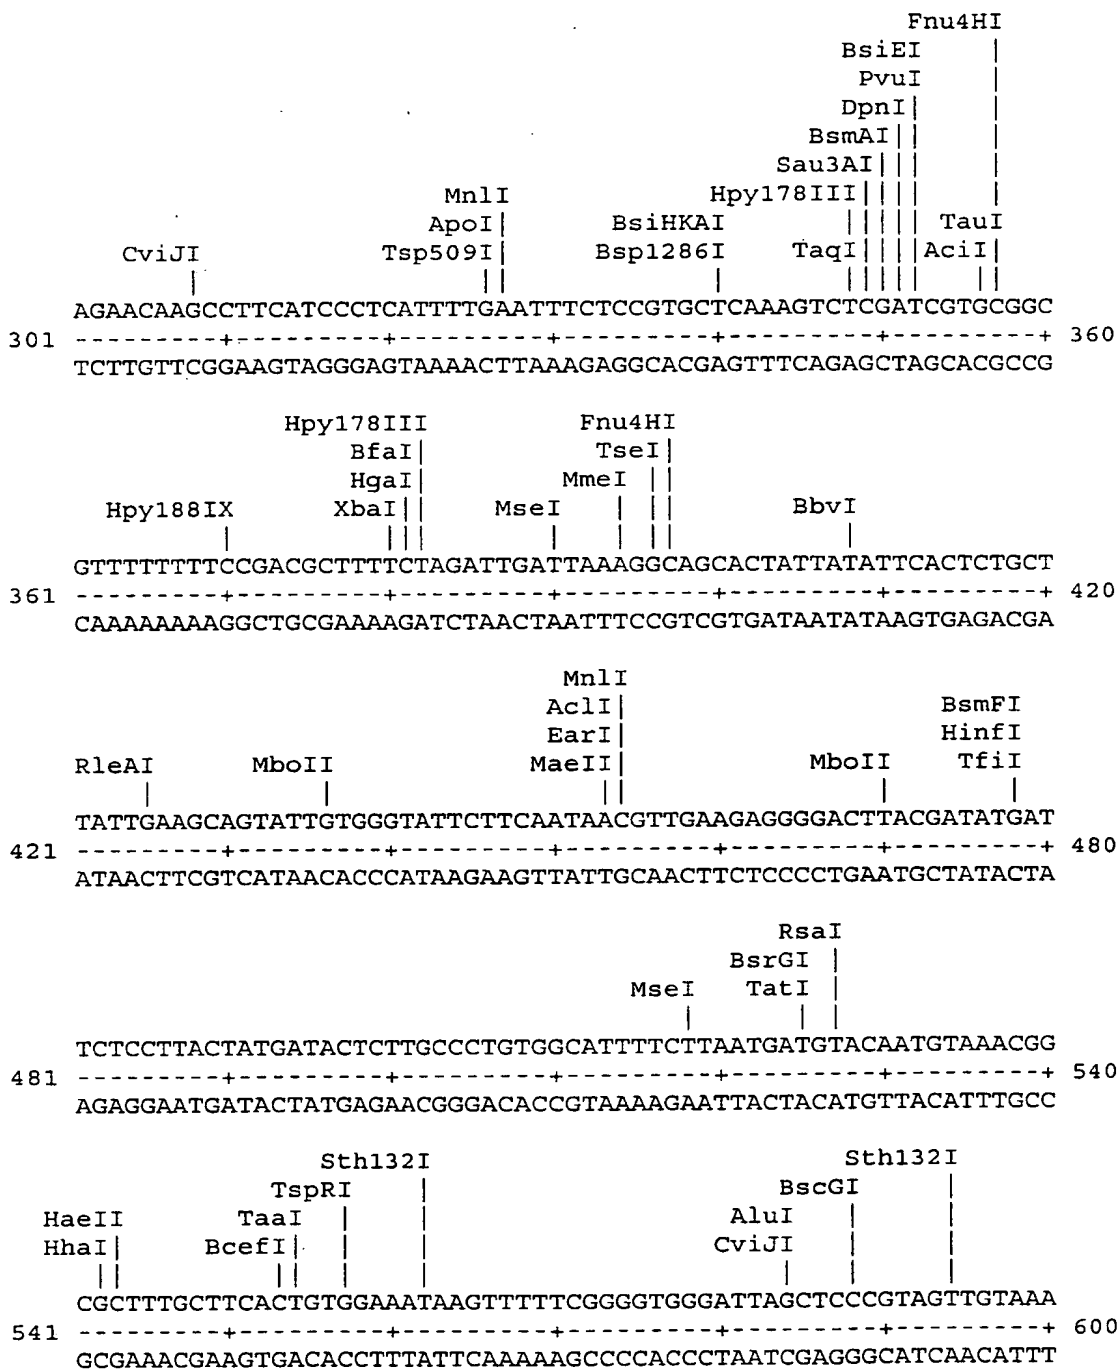 Fnu4HI
BsiEI
PvuI
DpnI
BsmAI
Sau3AI
MnlI Hpy178III
ApoI BsiHKAI TauI
CviJI Tsp509I Bsp1286I TaqI AciI
AGAACAAGCCTTCATCCCTCATTTTGAATTTCTCCGTGCTCAAAGTCTCGATCGTGCGGC
301 ---------+---------+---------+---------+---------+---------+ 360
TCTTGTTCGGAAGTAGGGAGTAAAACTTAAAGAGGCACGAGTTTCAGAGCTAGCACGCCG
Hpy178III Fnu4HI
BfaI TseI
HgaI MmeI
Hpy188IX XbaI MseI BbvI
GTTTTTTTTCCGACGCTTTTCTAGATTGATTAAAGGCAGCACTATTATATTCACTCTGCT
361 ---------+---------+---------+---------+---------+---------+ 420
CAAAAAAAAGGCTGCGAAAAGATCTAACTAATTTCCGTCGTGATAATATAAGTGAGACGA
MnlI
AclI BsmFI
EarI HinfI
RleAI MboII MaeII MboII TfiI
TATTGAAGCAGTATTGTGGGTATTCTTCAATAACGTTGAAGAGGGGACTTACGATATGAT
421 ---------+---------+---------+---------+---------+---------+ 480
ATAACTTCGTCATAACACCCATAAGAAGTTATTGCAACTTCTCCCCTGAATGCTATACTA
RsaI
BsrGI
MseI TatI
TCTCCTTACTATGATACTCTTGCCCTGTGGCATTTTCTTAATGATGTACAATGTAAACGG
481 ---------+---------+---------+---------+---------+---------+ 540
AGAGGAATGATACTATGAGAACGGGACACCGTAAAAGAATTACTACATGTTACATTTGCC
Sth132I Sth132I
TspRI BscGI
HaeII TaaI AluI
HhaI BcefI CviJI
CGCTTTGCTTCACTGTGGAAATAAGTTTTTCGGGGTGGGATTAGCTCCCGTAGTTGTAAA
541 ---------+---------+---------+---------+---------+---------+ 600
GCGAAACGAAGTGACACCTTTATTCAAAAAGCCCCACCCTAATCGAGGGCATCAACATTT